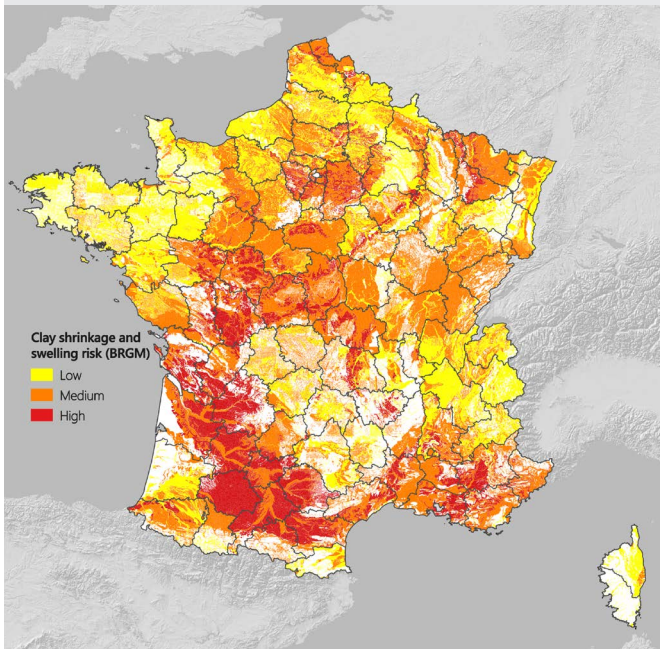 Clay shrinkage and
swelling risk (BRGM)
Low
Medium
High